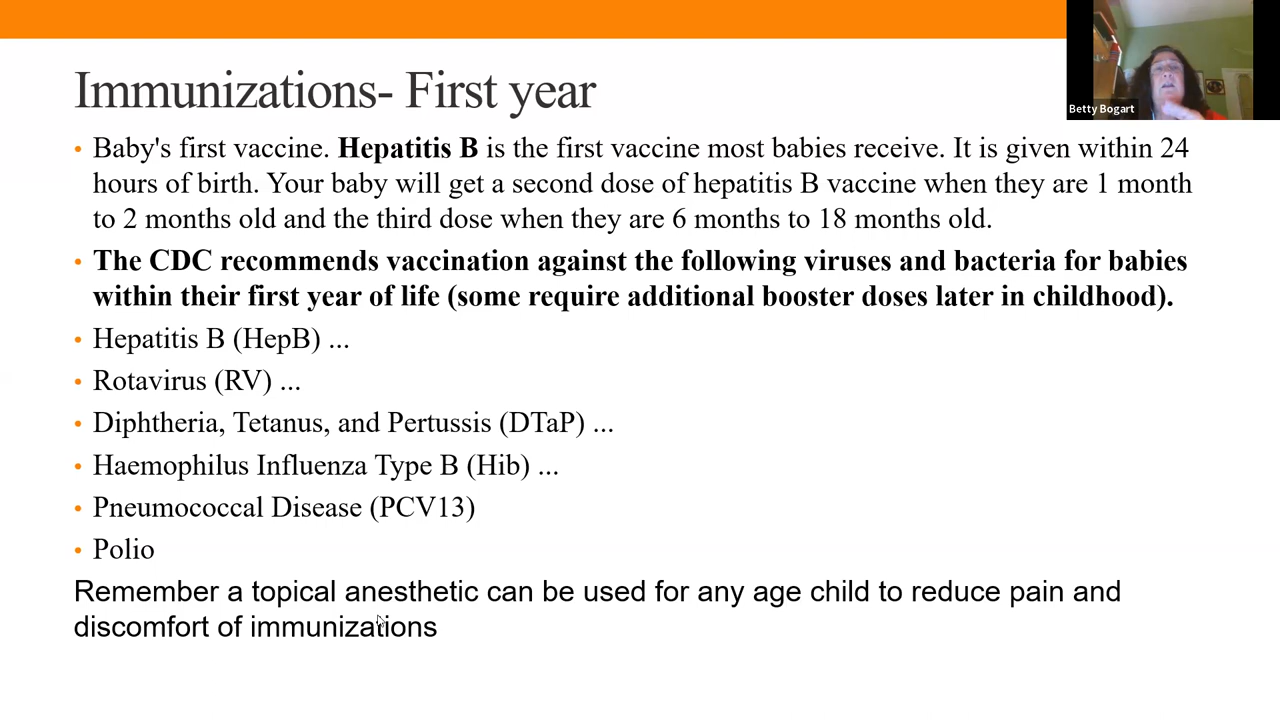 Betty Bogart
Immunizations- First year
• Baby's first vaccine. Hepatitis B is the first vaccine most babies receive. It is given within 24
hours of birth. Your baby will get a second dose of hepatitis B vaccine when they are 1 month
to 2 months old and the third dose when they are 6 months to 18 months old.
• The CDC recommends vaccination against the following viruses and bacteria for babies
within their first year of life (some require additional booster doses later in childhood).
• Hepatitis B (HepB) ...
• Rotavirus (RV) ...
• Diphtheria, Tetanus, and Pertussis (DTaP) ...
• Haemophilus Influenza Type B (Hib) ...
• Pneumococcal Disease (PCV13)
• Polio
Remember a topical anesthetic can be used for any age child to reduce pain and
discomfort of immunizations